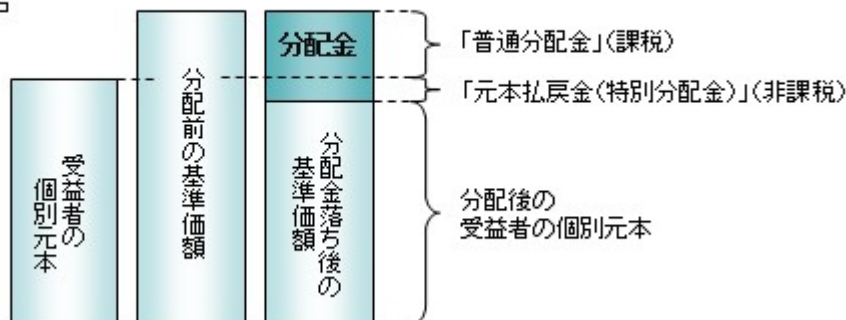 受益者の
個別元本
分配前の基準価額
分配金
分配金落ち後の
基準価額
「普通分配金」(課税)
「元本払戻金(特別分配金)」(非課税)
分配後の
受益者の個別元本